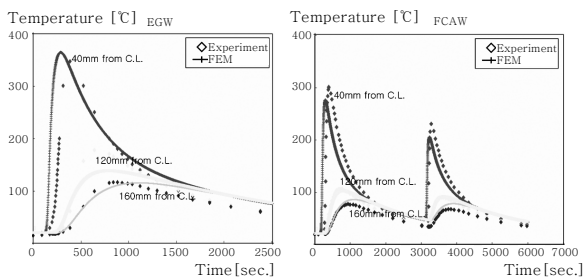 Temperature [℃] EGW
400
300
200
100
0 500 1000 1500 2000 2500
Time[sec.]
Experiment
FEM
40mm from C.L.
120mm from C.L.
160mm from C.L.
Temperature [℃] FCAW
400
300
200
100
0 1000 2000 3000 4000 5000 6000 7000
Time[sec.]
Experiment
FEM
40mm from C.L.
120mm from C.L.
160mm from C.L.